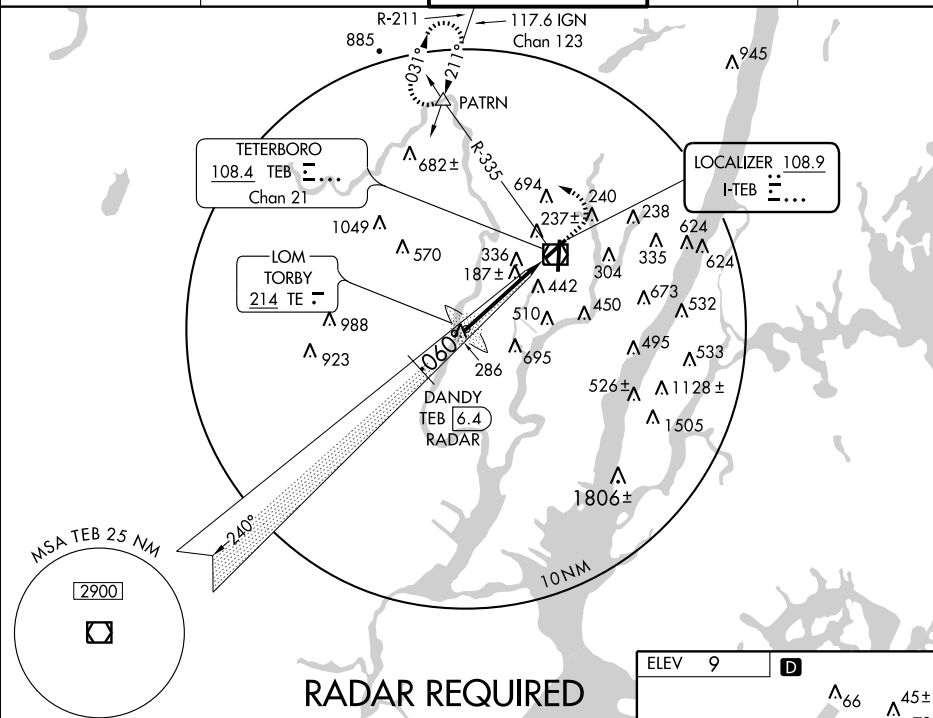 R-211
117.6 IGN
Chan 123
885
945
031°
211°
PATRN
R-335
TETERBORO
108.4 TEB
Chan 21
682±
LOCALIZER 108.9
I-TEB
694
240
237±
238
1049
624
570
336
335
624
187±
304
LOM
TORBY
214 TE
442
673
450
532
510
988
495
923
695
533
060°
286
526±
1128±
DANDY
TEB 6.4
RADAR
1505
1806±
240°
MSA TEB 25 NM
10 NM
2900
ELEV 9 D
RADAR REQUIRED
66
45±